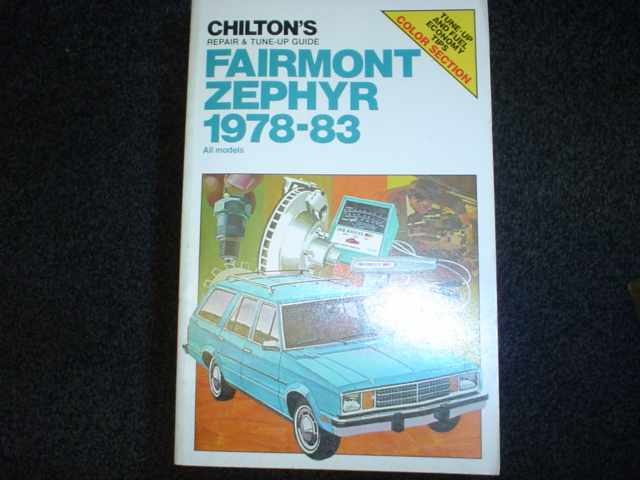 CHILTON'S
REPAIR & TUNE-UP GUIDE
FAIRMONT
ZEPHYR
1978-83
All models
TUNE-UP
AND FUEL
ECONOMY
TIPS
COLOR SECTION